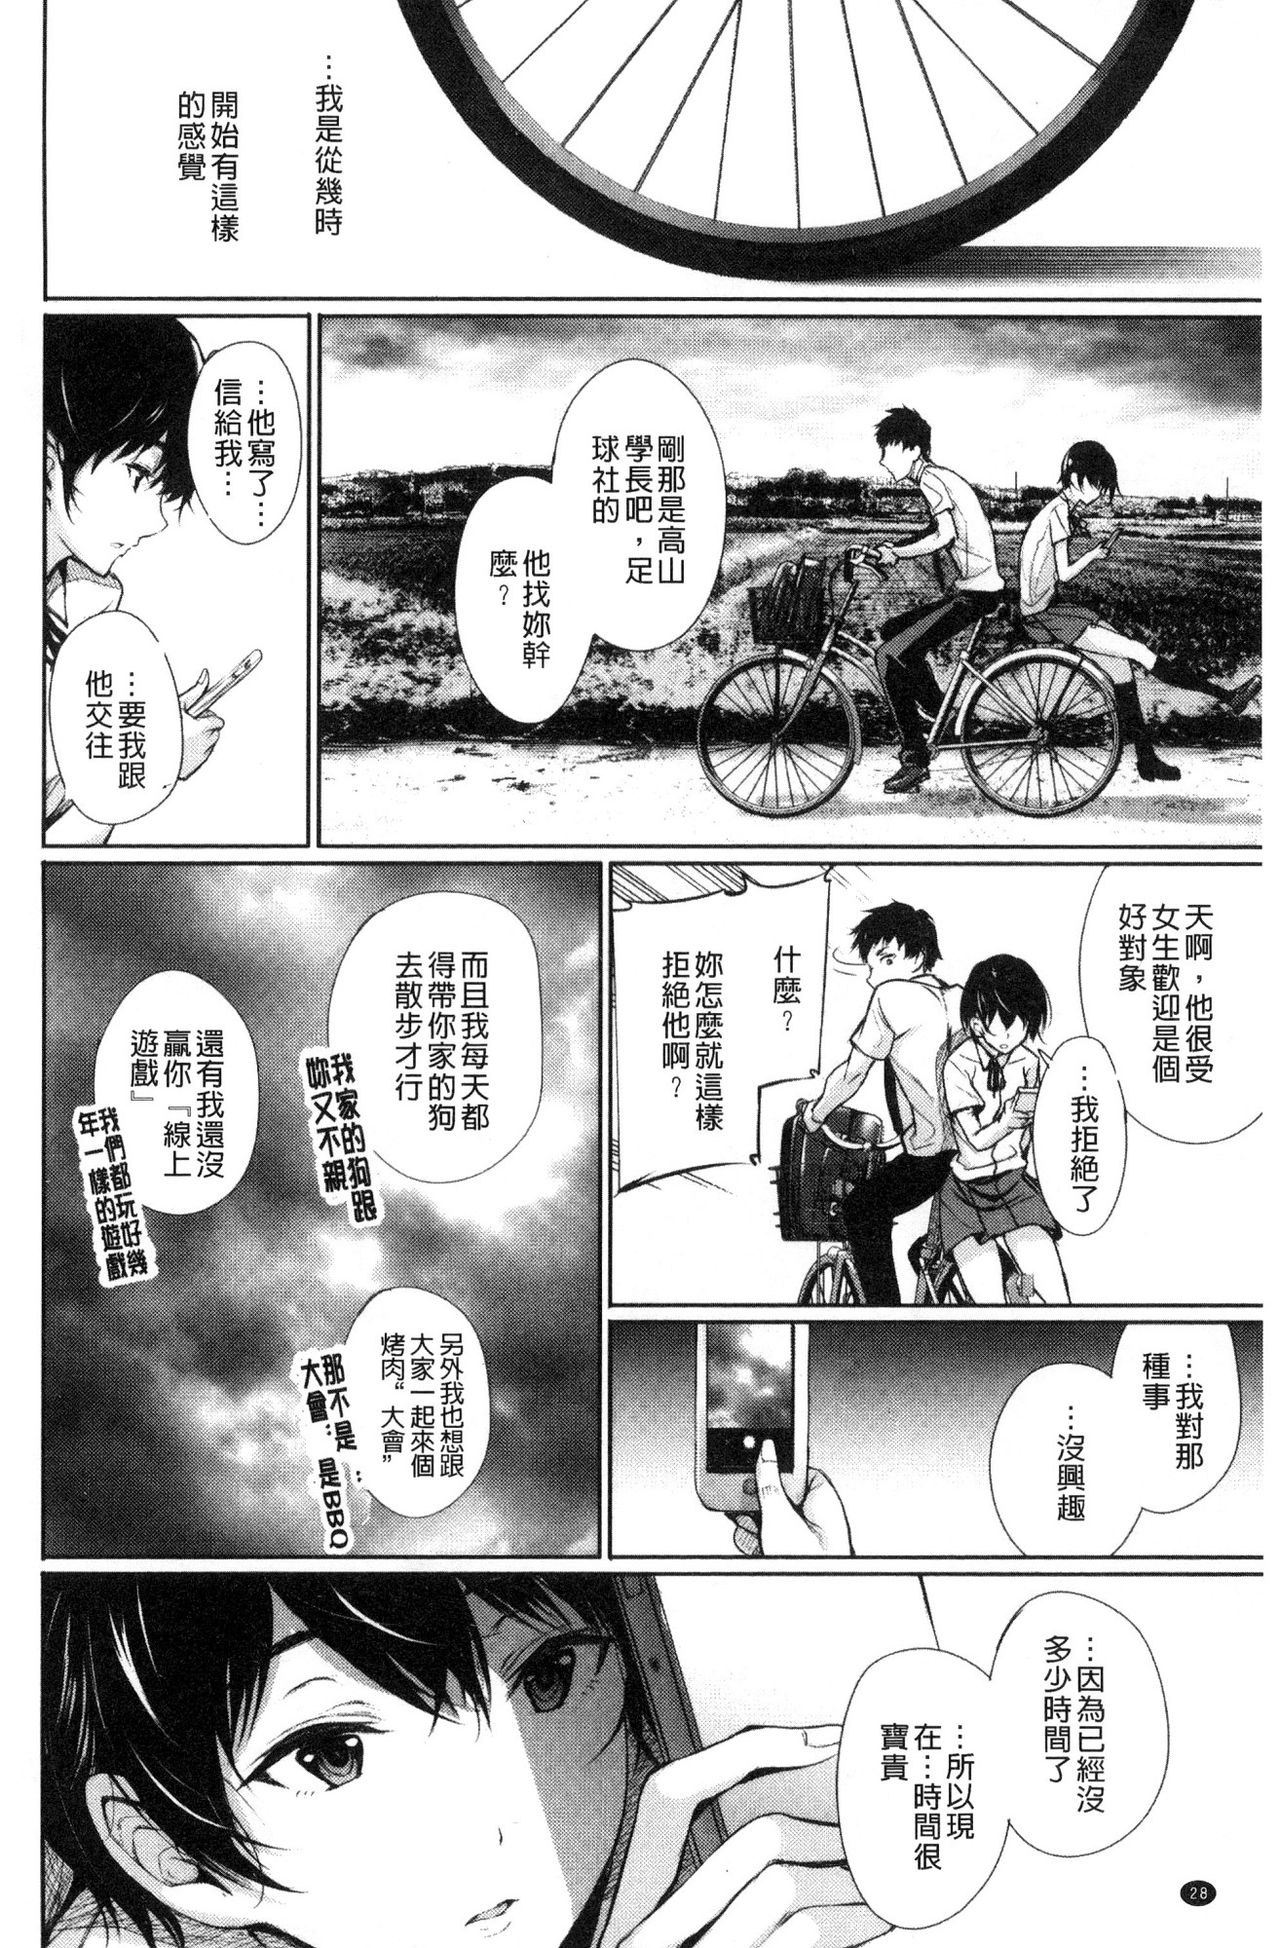 …我是從幾時
開始有這樣
的感覺
剛那是高山
學長吧，足
球社的
他找妳幹
麼？
…他寫了…
信給我…
…要我跟
他交往
天啊，他很受
女生歡迎是個
好對象
…我拒絕了
什麼？
妳怎麼就這樣
拒絕他啊？
而且我每天都
得帶你家的狗
去散步才行
我家的狗跟
妳又不親
還有我還沒
贏你『線上
遊戲』
我們都玩好幾
年一樣的遊戲
另外我也想跟
大家一起來個
烤肉“大會”
那不是…
大會…是BBQ
…我對那
種事
…沒興趣
…因為已經沒
多少時間了
…所以現
在…時間很
寶貴
28